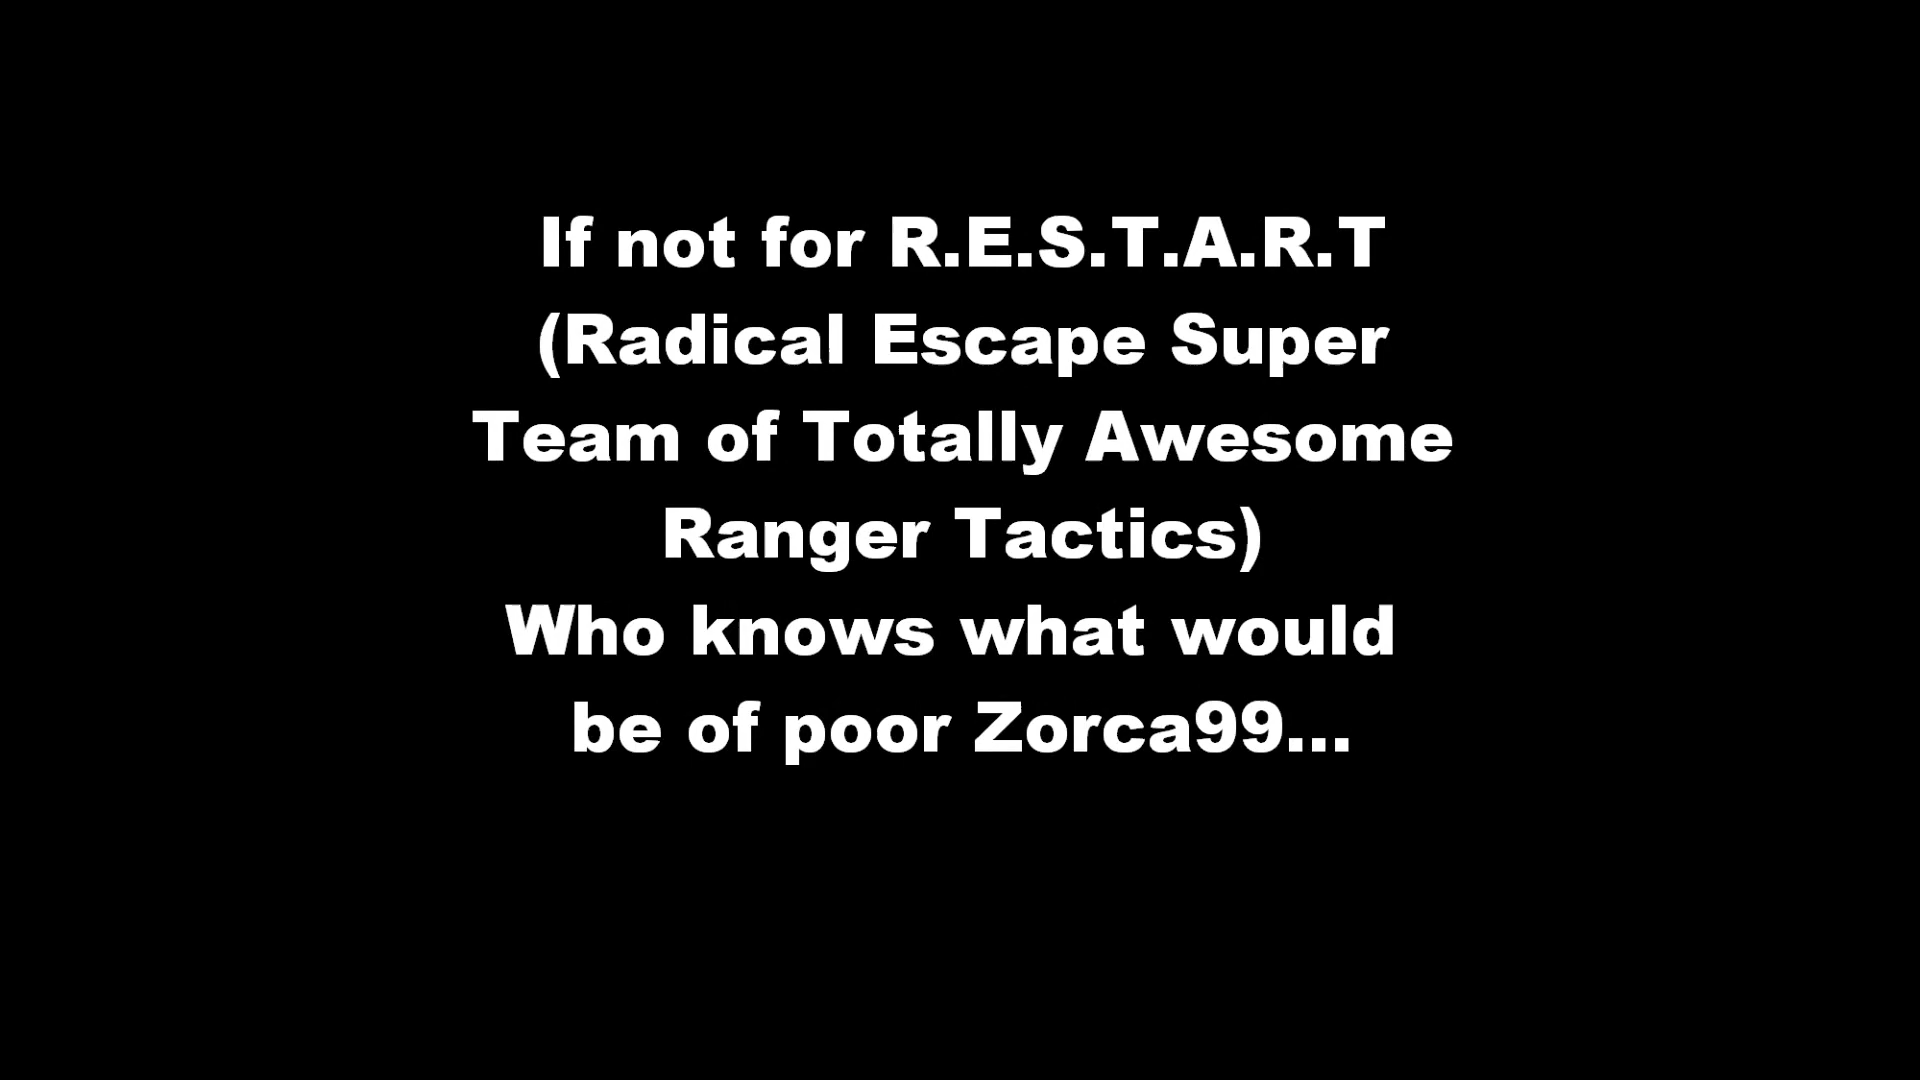 If not for R.E.S.T.A.R.T
(Radical Escape Super
Team of Totally Awesome
Ranger Tactics)
Who knows what would
be of poor Zorca99...